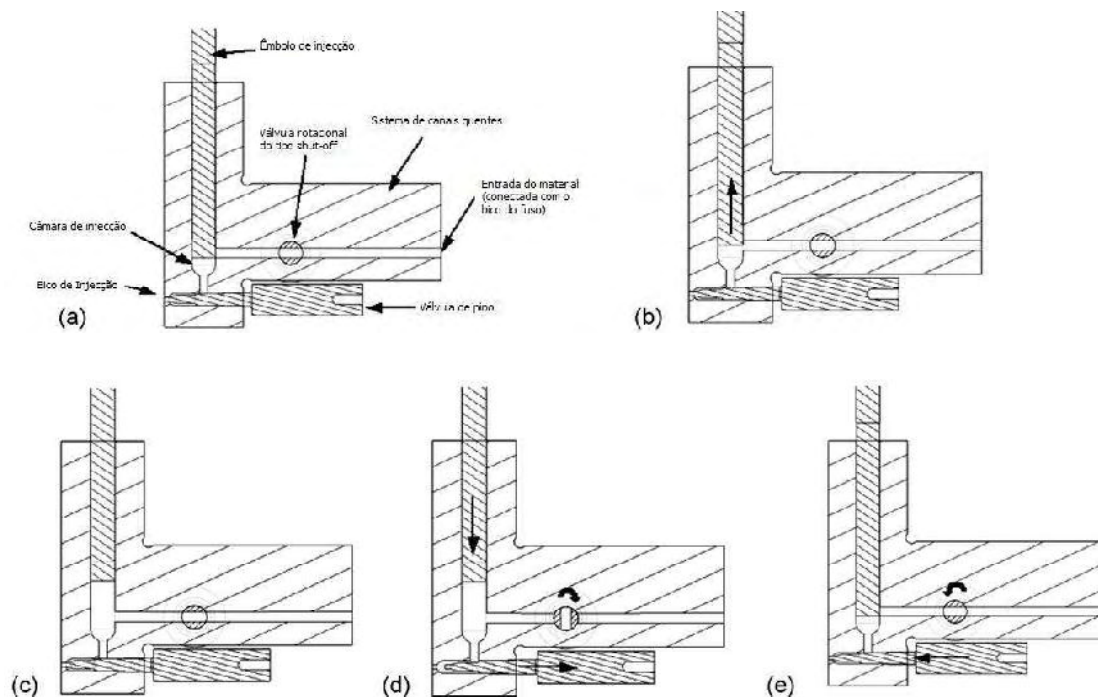 Êmbolo de injecção
Válvula rotacional
do tipo shut-off
Sistema de canais quentes
Entrada do material
(conectada com o
bico do fuso)
Câmara de injecção
Bico de Injecção
Válvula de pino
(a)
(b)
(c)
(d)
(e)